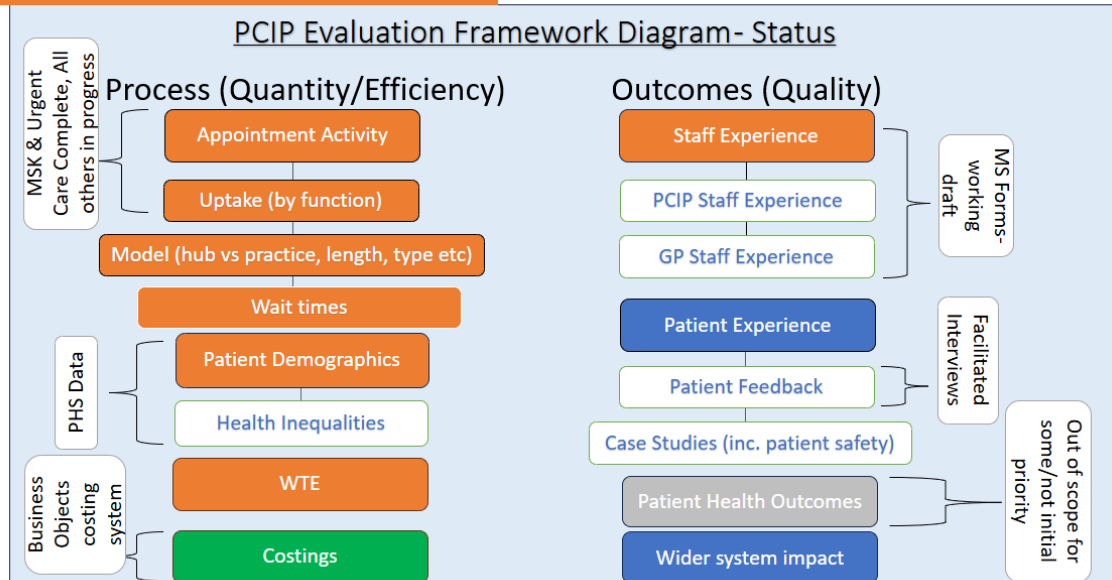 PCIP Evaluation Framework Diagram- Status
Process (Quantity/Efficiency)
MSK & Urgent
Care Complete, All
others in progress
Appointment Activity
Uptake (by function)
Model (hub vs practice, length, type etc)
Wait times
PHS Data
Patient Demographics
Health Inequalities
Business
Objects
costing
system
WTE
Costings
Outcomes (Quality)
Staff Experience
PCIP Staff Experience
GP Staff Experience
MS Forms-
working
draft
Patient Experience
Patient Feedback
Facilitated
Interviews
Case Studies (inc. patient safety)
Patient Health Outcomes
Out of scope for
some/not initial
priority
Wider system impact